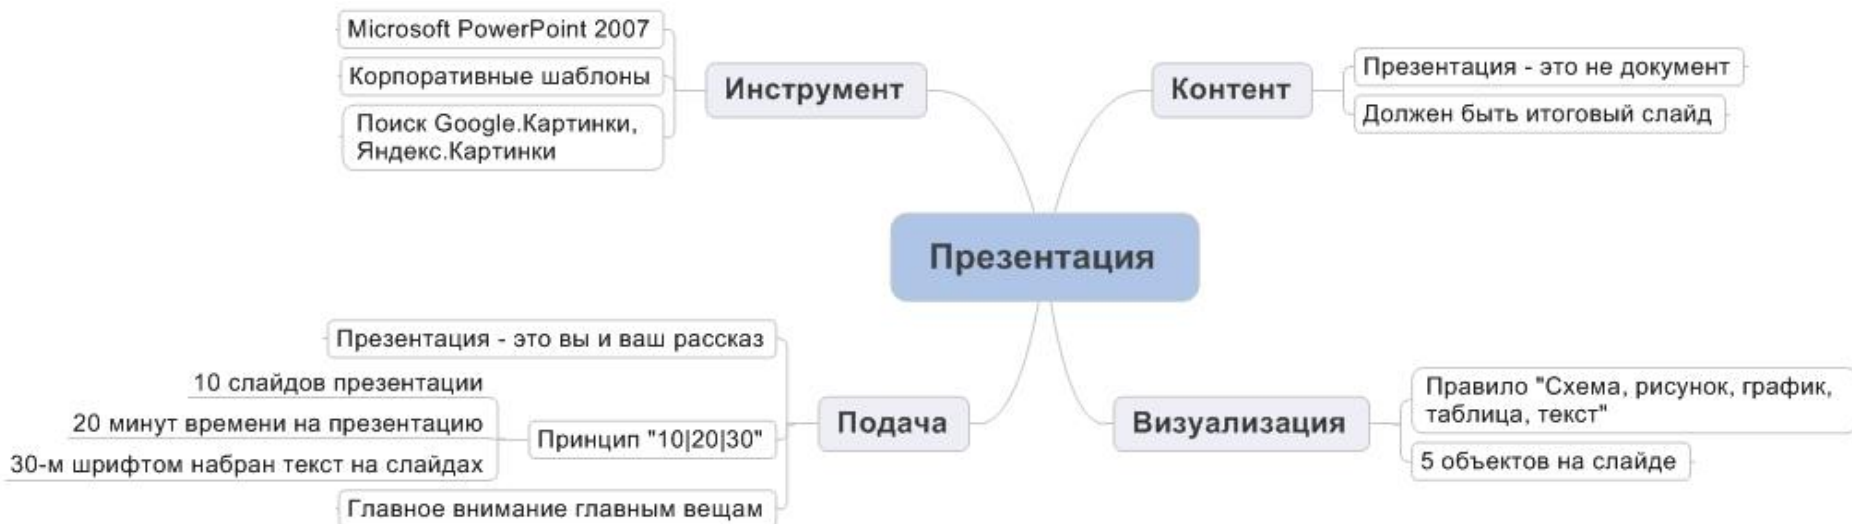 Microsoft PowerPoint 2007
Корпоративные шаблоны
Поиск Google.Картинки,
Яндекс.Картинки
Инструмент
Контент
Презентация - это не документ
Должен быть итоговый слайд
Презентация
Презентация - это вы и ваш рассказ
10 слайдов презентации
20 минут времени на презентацию
30-м шрифтом набран текст на слайдах
Принцип "10|20|30"
Главное внимание главным вещам
Подача
Визуализация
Правило "Схема, рисунок, график,
таблица, текст"
5 объектов на слайде